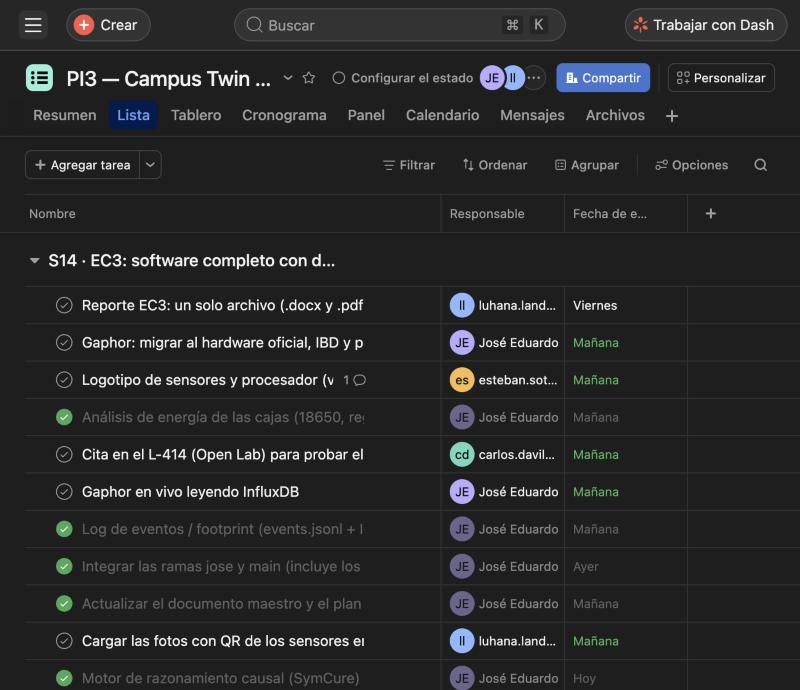 Crear
Buscar ⌘ K
Trabajar con Dash
PI3 — Campus Twin ...
Configurar el estado
JE ll ...
Compartir
Personalizar
Resumen Lista Tablero Cronograma Panel Calendario Mensajes Archivos +
+ Agregar tarea
Filtrar
Ordenar
Agrupar
Opciones
Nombre Responsable Fecha de e... +
S14 · EC3: software completo con d...
Reporte EC3: un solo archivo (.docx y .pdf ll luhana.land... Viernes
Gaphor: migrar al hardware oficial, IBD y p JE José Eduardo Mañana
Logotipo de sensores y procesador (v 1 es esteban.sot... Mañana
Análisis de energía de las cajas (18650, re JE José Eduardo Mañana
Cita en el L-414 (Open Lab) para probar el cd carlos.davil... Mañana
Gaphor en vivo leyendo InfluxDB JE José Eduardo Mañana
Log de eventos / footprint (events.jsonl + l JE José Eduardo Mañana
Integrar las ramas jose y main (incluye los JE José Eduardo Ayer
Actualizar el documento maestro y el plan JE José Eduardo Mañana
Cargar las fotos con QR de los sensores en ll luhana.land... Mañana
Motor de razonamiento causal (SymCure) JE José Eduardo Hoy